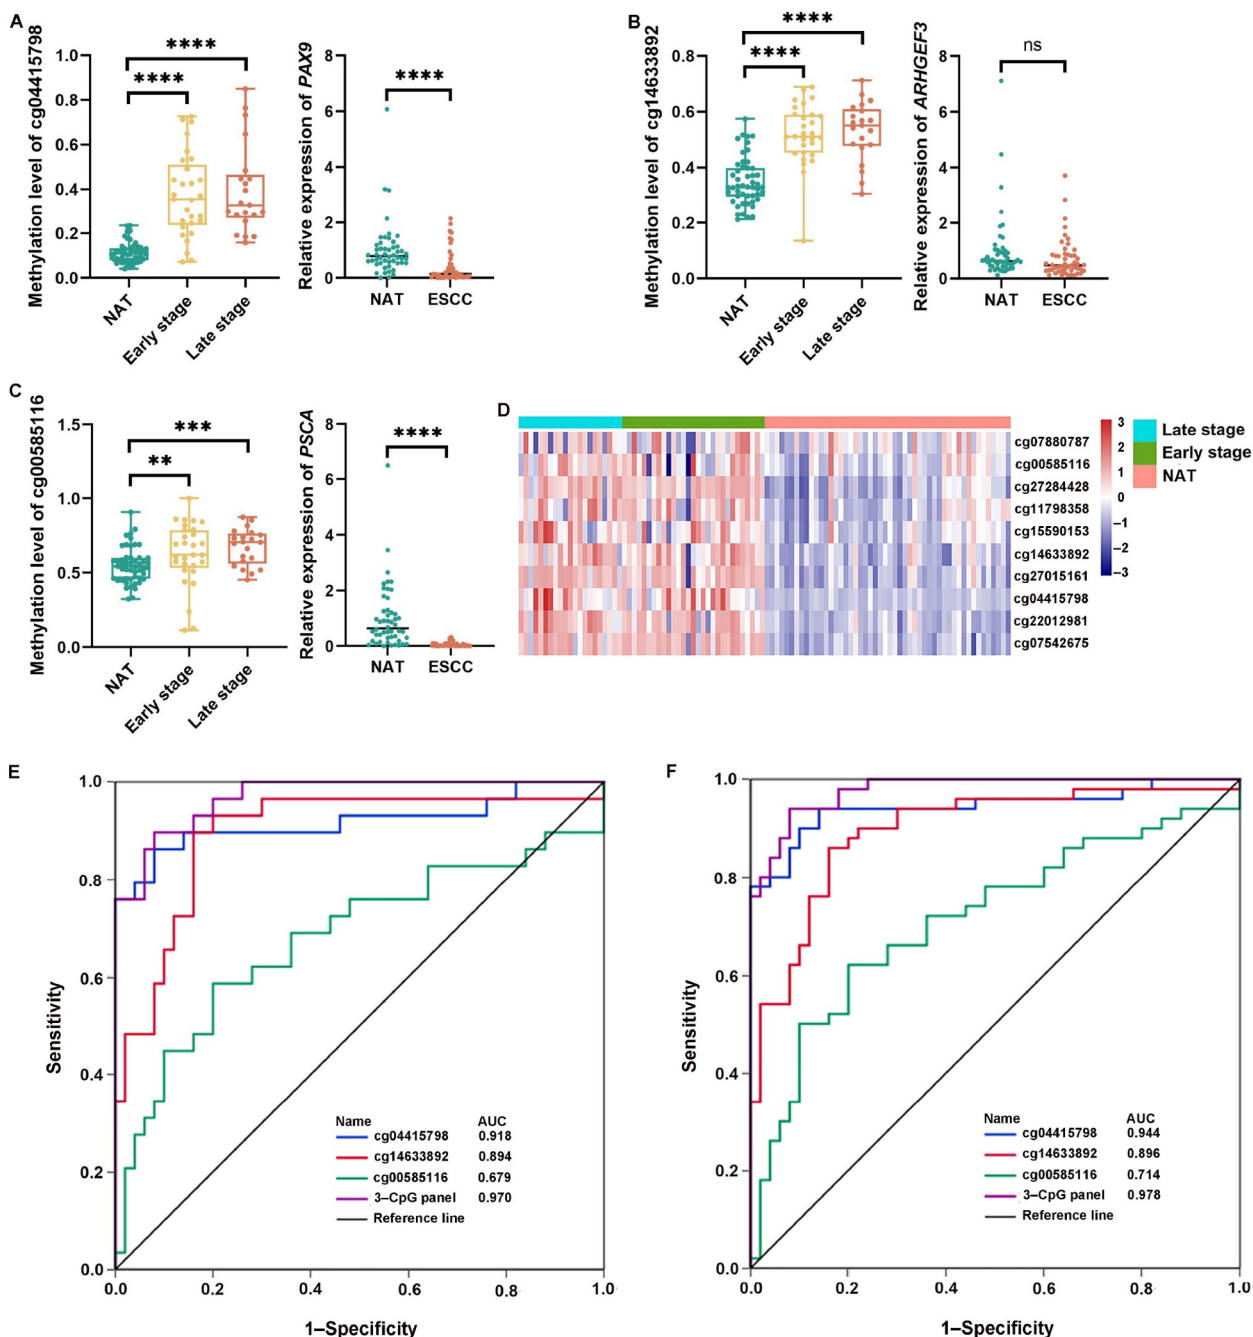 A
Methylation level of cg04415798
1.0
0.8
0.6
0.4
0.2
0.0
****
****
NAT
Early stage
Late stage
Relative expression of PAX9
8
6
4
2
0
****
NAT
ESCC
B
Methylation level of cg14633892
0.8
0.6
0.4
0.2
0.0
****
****
NAT
Early stage
Late stage
Relative expression of ARHGEF3
8
6
4
2
0
ns
NAT
ESCC
C
Methylation level of cg00585116
1.5
1.0
0.5
0.0
***
**
NAT
Early stage
Late stage
Relative expression of PSCA
8
6
4
2
0
****
NAT
ESCC
D
cg07880787
cg00585116
cg27284428
cg11798358
cg15590153
cg14633892
cg27015161
cg04415798
cg22012981
cg07542675
3
2
1
0
−1
−2
−3
Late stage
Early stage
NAT
E
Sensitivity
1.0
0.8
0.6
0.4
0.2
0.0
0.0 0.2 0.4 0.6 0.8 1.0
1–Specificity
Name AUC
cg04415798 0.918
cg14633892 0.894
cg00585116 0.679
3–CpG panel 0.970
Reference line
F
Sensitivity
1.0
0.8
0.6
0.4
0.2
0.0
0.0 0.2 0.4 0.6 0.8 1.0
1–Specificity
Name AUC
cg04415798 0.944
cg14633892 0.896
cg00585116 0.714
3–CpG panel 0.978
Reference line